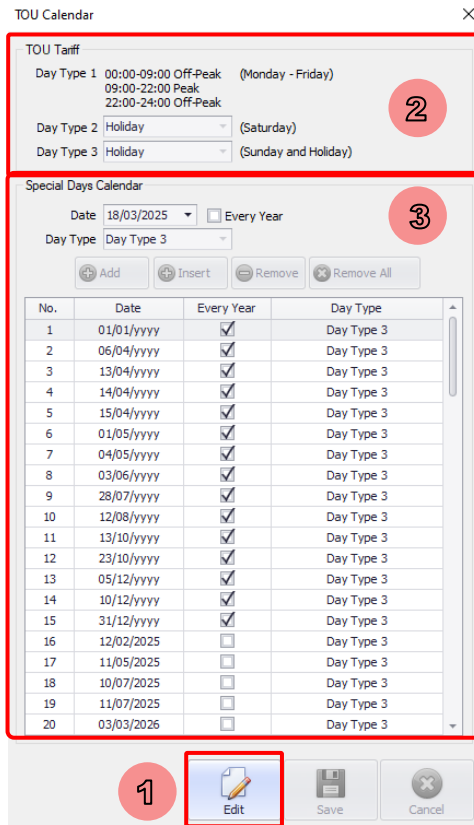 TOU Calendar
TOU Tariff
Day Type 1 00:00-09:00 Off-Peak (Monday - Friday)
09:00-22:00 Peak
22:00-24:00 Off-Peak
2
Day Type 2 Holiday (Saturday)
Day Type 3 Holiday (Sunday and Holiday)
Special Days Calendar
Date 18/03/2025 Every Year
3
Day Type Day Type 3
Add Insert Remove Remove All
No. Date Every Year Day Type
1 01/01/yyyy Day Type 3
2 06/04/yyyy Day Type 3
3 13/04/yyyy Day Type 3
4 14/04/yyyy Day Type 3
5 15/04/yyyy Day Type 3
6 01/05/yyyy Day Type 3
7 04/05/yyyy Day Type 3
8 03/06/yyyy Day Type 3
9 28/07/yyyy Day Type 3
10 12/08/yyyy Day Type 3
11 13/10/yyyy Day Type 3
12 23/10/yyyy Day Type 3
13 05/12/yyyy Day Type 3
14 10/12/yyyy Day Type 3
15 31/12/yyyy Day Type 3
16 12/02/2025 Day Type 3
17 11/05/2025 Day Type 3
18 10/07/2025 Day Type 3
19 11/07/2025 Day Type 3
20 03/03/2026 Day Type 3
1
Edit Save Cancel